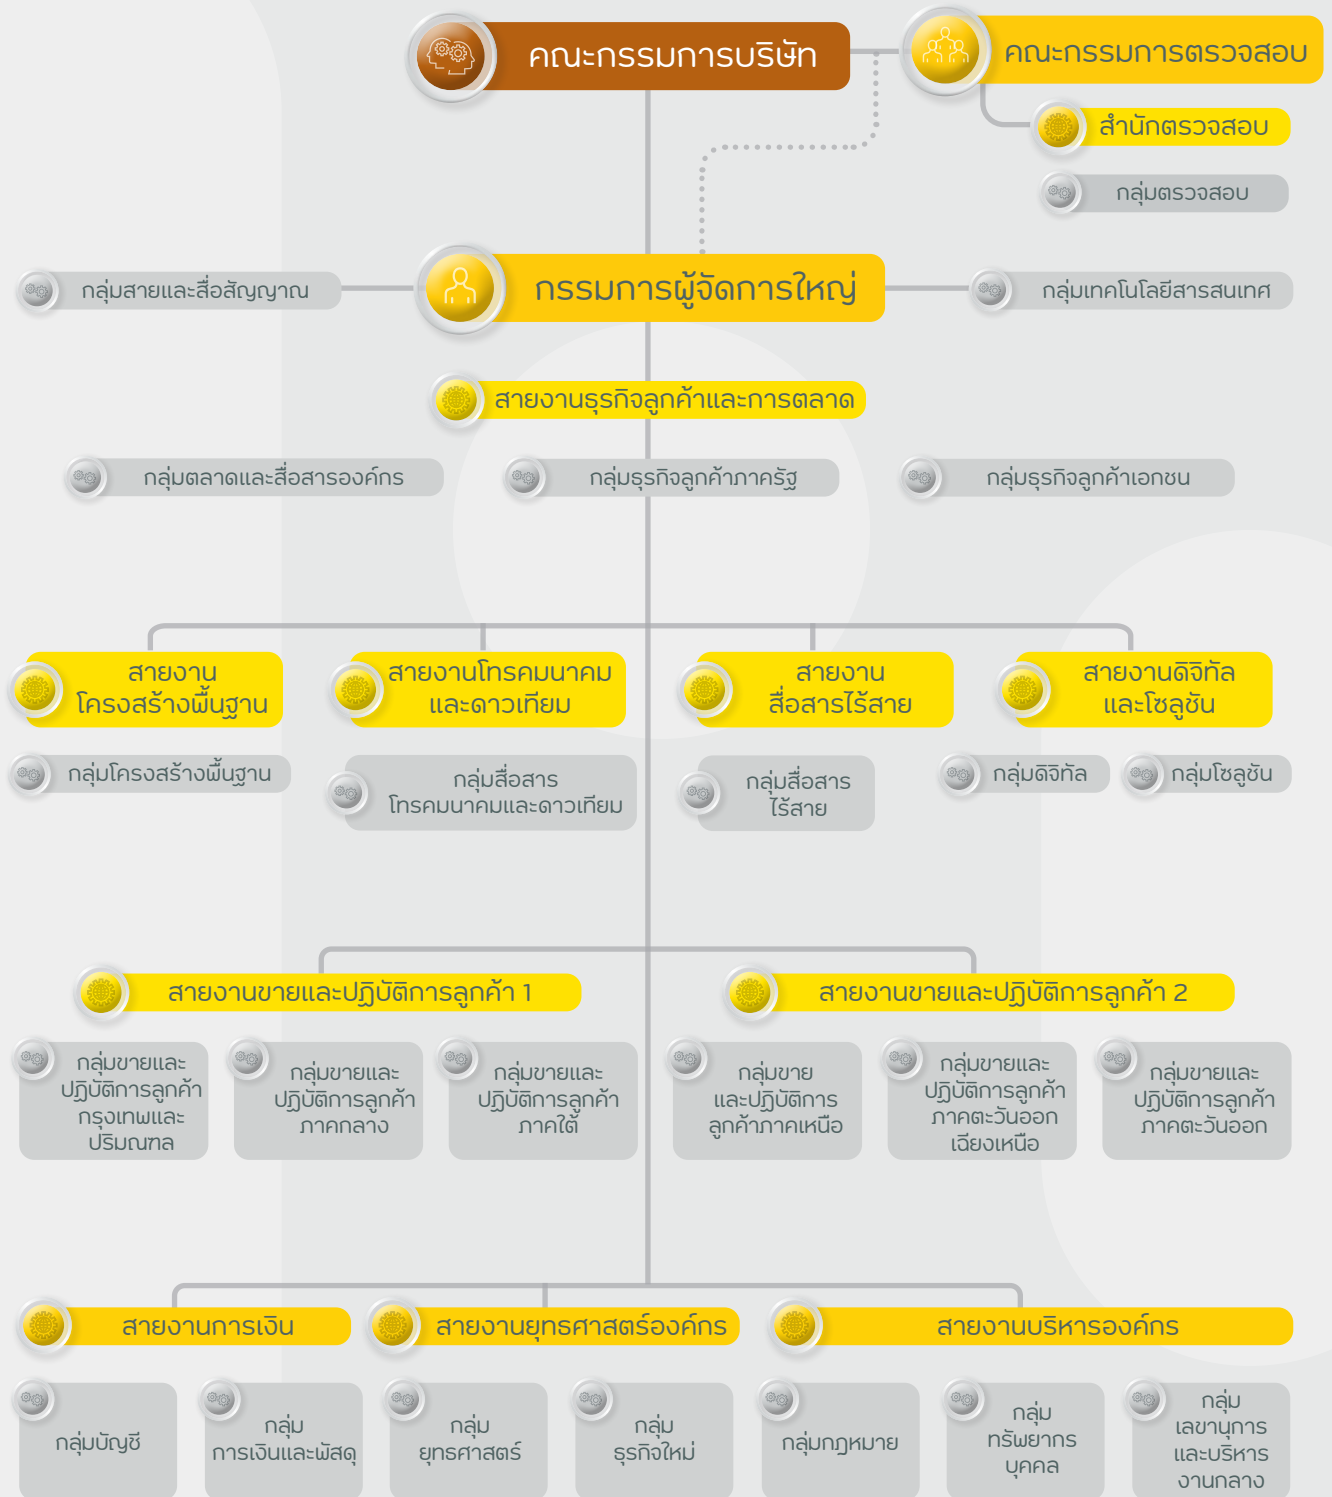 คณะกรรมการบริษัท
คณะกรรมการตรวจสอบ
สำนักตรวจสอบ
กลุ่มตรวจสอบ
กลุ่มสายและสื่อสัญญาณ
กรรมการผู้จัดการใหญ่
กลุ่มเทคโนโลยีสารสนเทศ
สายงานธุรกิจลูกค้าและการตลาด
กลุ่มตลาดและสื่อสารองค์กร
กลุ่มธุรกิจลูกค้าภาครัฐ
กลุ่มธุรกิจลูกค้าเอกชน
สายงาน
โครงสร้างพื้นฐาน
สายงานโทรคมนาคม
และดาวเทียม
สายงาน
สื่อสารไร้สาย
สายงานดิจิทัล
และโซลูชัน
กลุ่มโครงสร้างพื้นฐาน
กลุ่มสื่อสาร
โทรคมนาคมและดาวเทียม
กลุ่มสื่อสาร
ไร้สาย
กลุ่มดิจิทัล
กลุ่มโซลูชัน
สายงานขายและปฏิบัติการลูกค้า 1
สายงานขายและปฏิบัติการลูกค้า 2
กลุ่มขายและ
ปฏิบัติการลูกค้า
กรุงเทพและ
ปริมณฑล
กลุ่มขายและ
ปฏิบัติการลูกค้า
ภาคกลาง
กลุ่มขายและ
ปฏิบัติการลูกค้า
ภาคใต้
กลุ่มขาย
และปฏิบัติการ
ลูกค้าภาคเหนือ
กลุ่มขายและ
ปฏิบัติการลูกค้า
ภาคตะวันออก
เฉียงเหนือ
กลุ่มขายและ
ปฏิบัติการลูกค้า
ภาคตะวันออก
สายงานการเงิน
สายงานยุทธศาสตร์องค์กร
สายงานบริหารองค์กร
กลุ่มบัญชี
กลุ่ม
การเงินและพัสดุ
กลุ่ม
ยุทธศาสตร์
กลุ่ม
ธุรกิจใหม่
กลุ่มกฎหมาย
กลุ่ม
ทรัพยากร
บุคคล
กลุ่ม
เลขานุการ
และบริหาร
งานกลาง